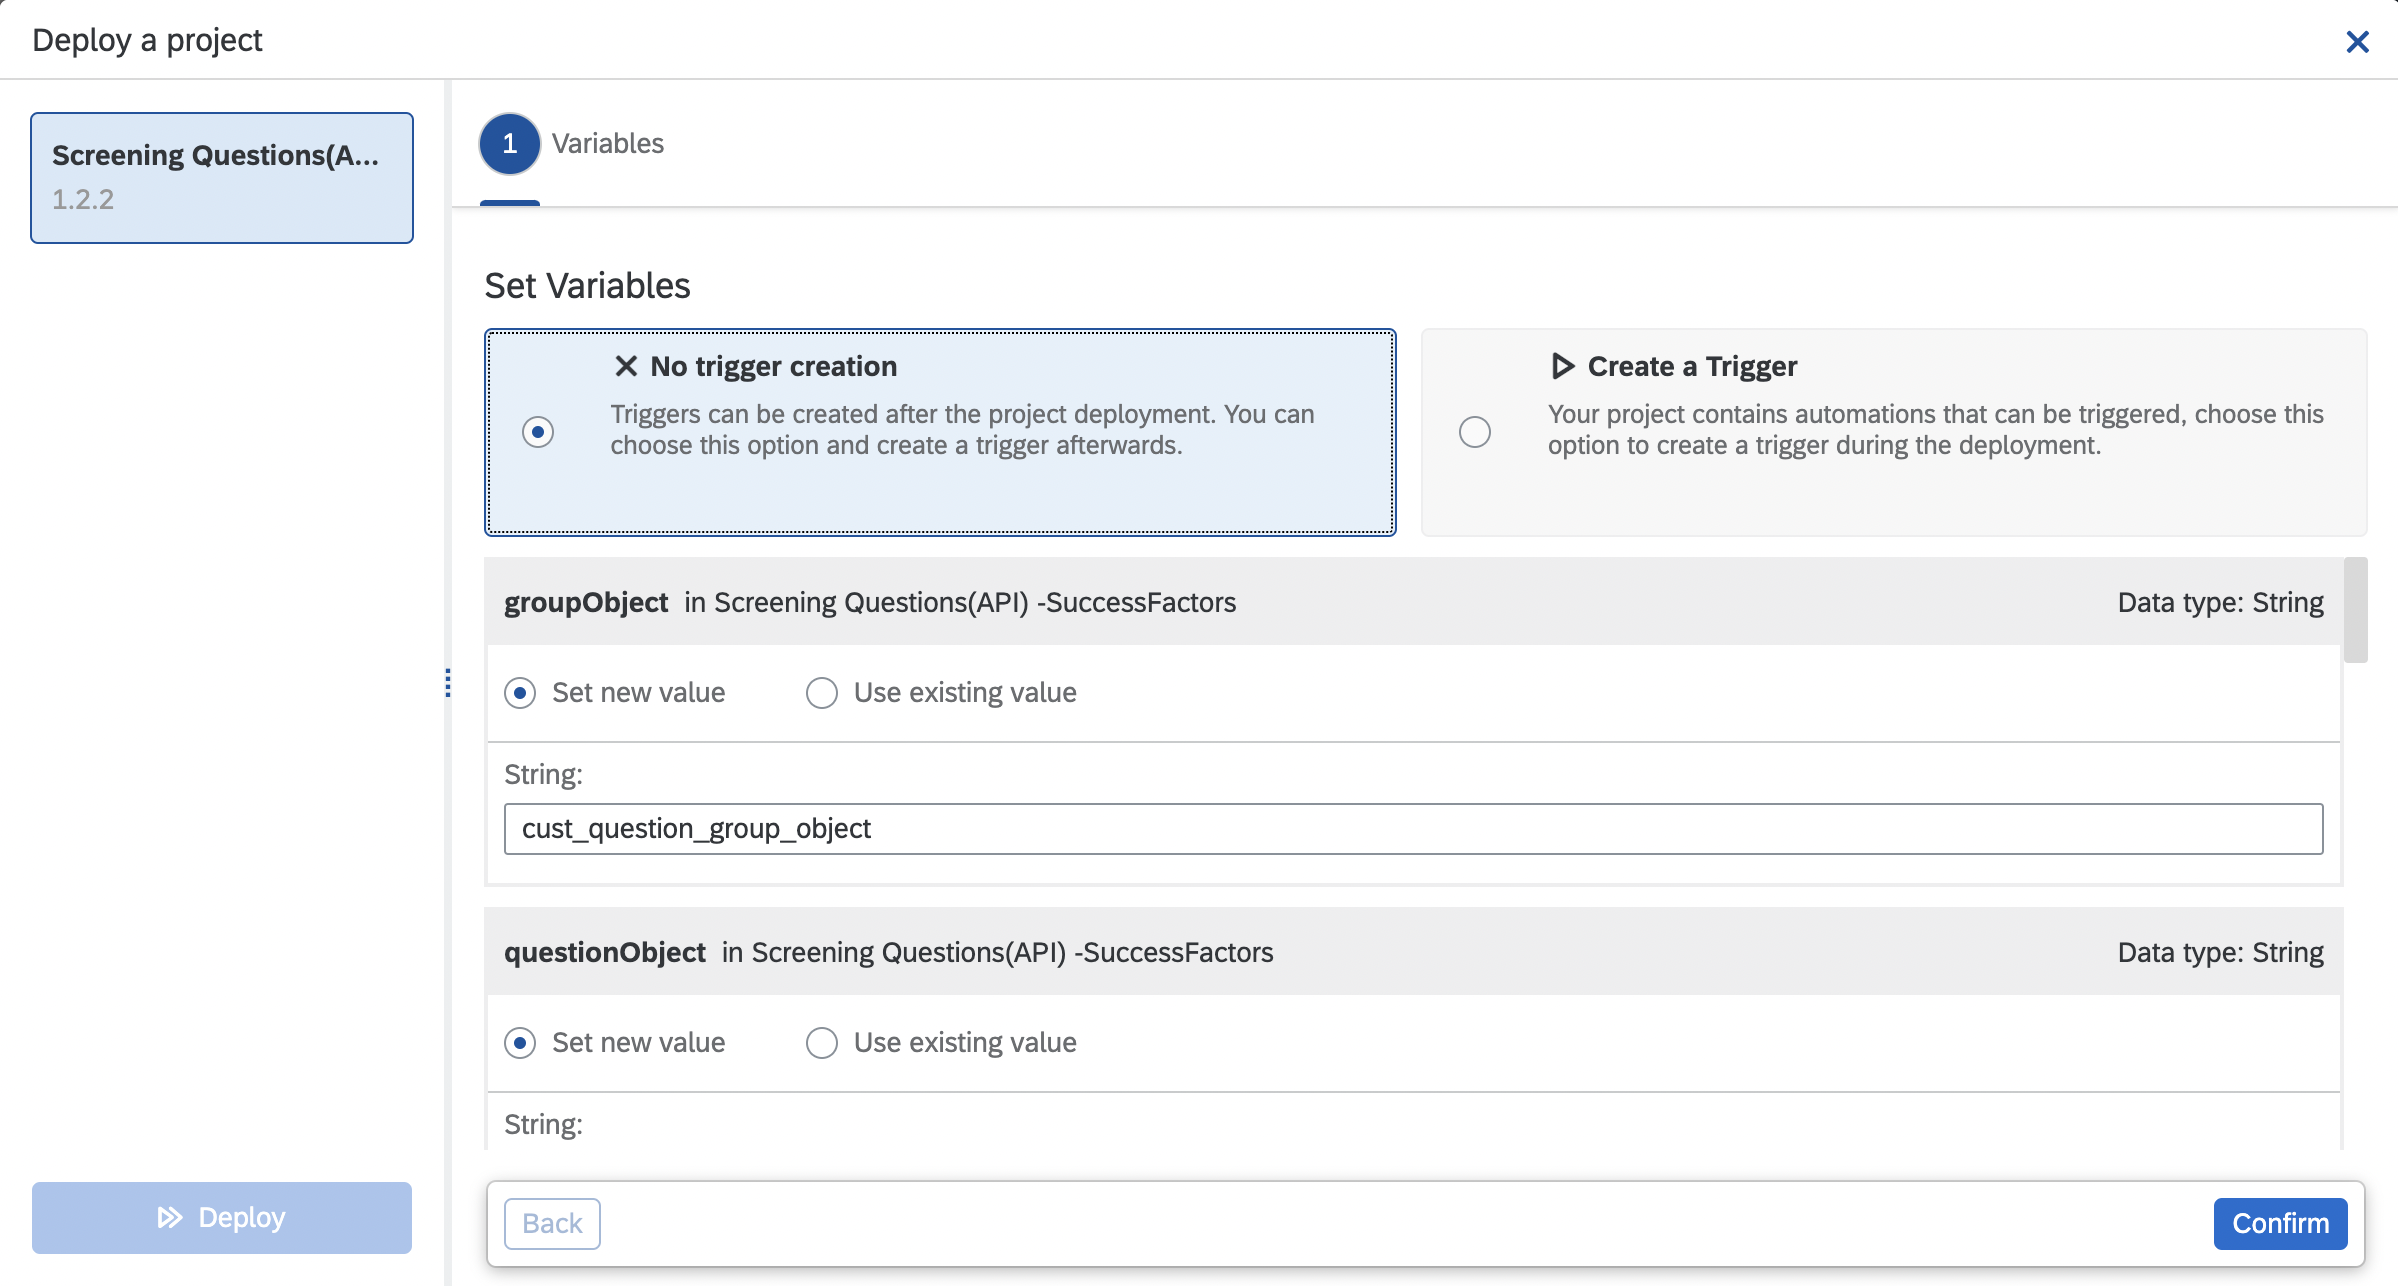 Deploy a project
Screening Questions(A...
1.2.2
Deploy
1 Variables
Set Variables
No trigger creation
Triggers can be created after the project deployment. You can
choose this option and create a trigger afterwards.
Create a Trigger
Your project contains automations that can be triggered, choose this
option to create a trigger during the deployment.
groupObject in Screening Questions(API) -SuccessFactors Data type: String
Set new value Use existing value
String:
cust_question_group_object
questionObject in Screening Questions(API) -SuccessFactors Data type: String
Set new value Use existing value
String:
Back Confirm